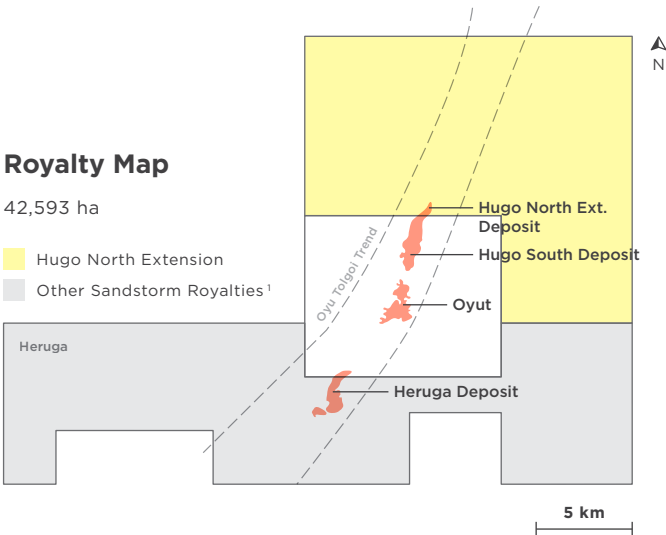 N
Royalty Map
42,593 ha
Hugo North Extension
Other Sandstorm Royalties¹
Hugo North Ext.
Deposit
Hugo South Deposit
Oyu Tolgoi Trend
Oyut
Heruga
Heruga Deposit
5 km